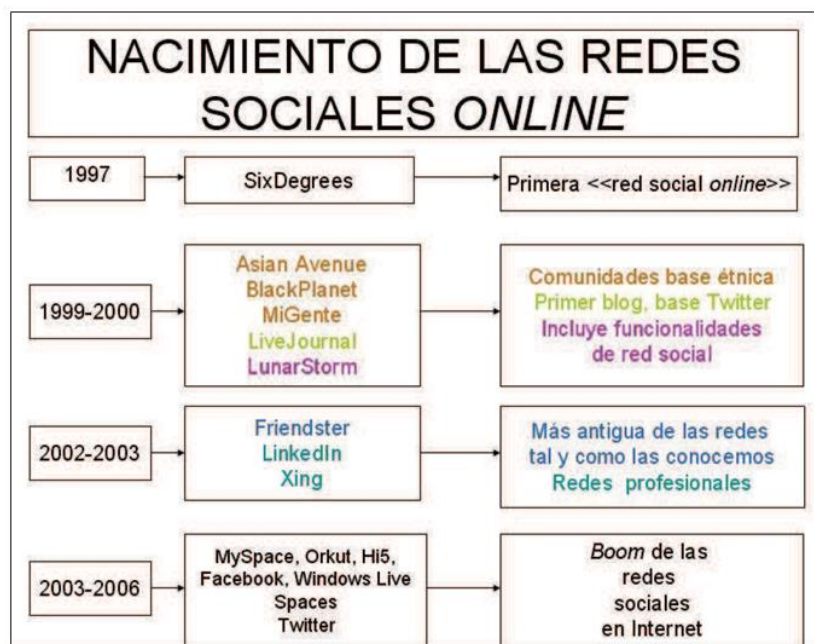 NACIMIENTO DE LAS REDES
SOCIALES ONLINE
1997
SixDegrees
Primera <<red social online>>
1999-2000
Asian Avenue
BlackPlanet
MiGente
LiveJournal
LunarStorm
Comunidades base étnica
Primer blog, base Twitter
Incluye funcionalidades
de red social
2002-2003
Friendster
LinkedIn
Xing
Más antigua de las redes
tal y como las conocemos
Redes profesionales
2003-2006
MySpace, Orkut, Hi5,
Facebook, Windows Live
Spaces
Twitter
Boom de las
redes
sociales
en Internet